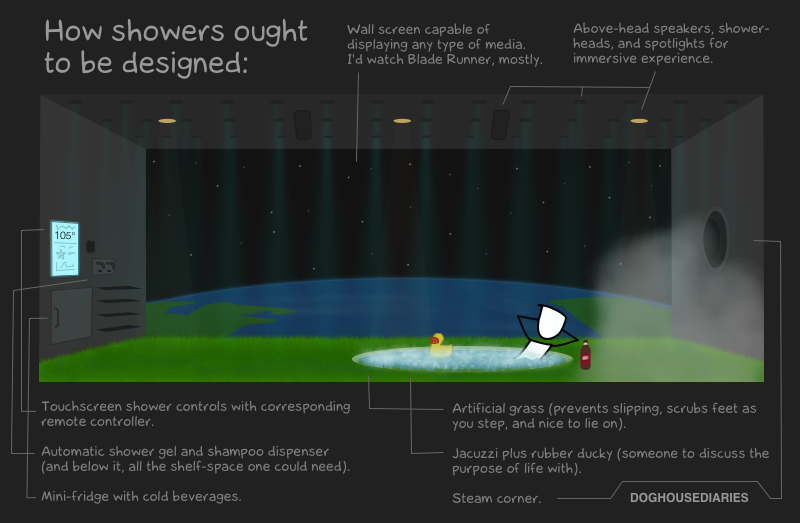 How showers ought
to be designed:
Wall screen capable of
displaying any type of media.
I'd watch Blade Runner, mostly.
Above-head speakers, shower-
heads, and spotlights for
immersive experience.
105°
Touchscreen shower controls with corresponding
remote controller.
Automatic shower gel and shampoo dispenser
(and below it, all the shelf-space one could need).
Mini-fridge with cold beverages.
Artificial grass (prevents slipping, scrubs feet as
you step, and nice to lie on).
Jacuzzi plus rubber ducky (someone to discuss the
purpose of life with).
Steam corner.
DOGHOUSEDIARIES